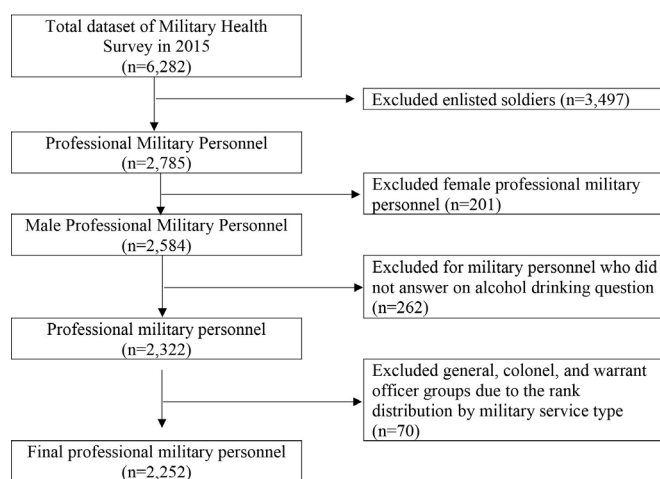 Total dataset of Military Health
Survey in 2015
(n=6,282)
Excluded enlisted soldiers (n=3,497)
Professional Military Personnel
(n=2,785)
Excluded female professional military
personnel (n=201)
Male Professional Military Personnel
(n=2,584)
Excluded for military personnel who did
not answer on alcohol drinking question
(n=262)
Professional military personnel
(n=2,322)
Excluded general, colonel, and warrant
officer groups due to the rank
distribution by military service type
(n=70)
Final professional military personnel
(n=2,252)